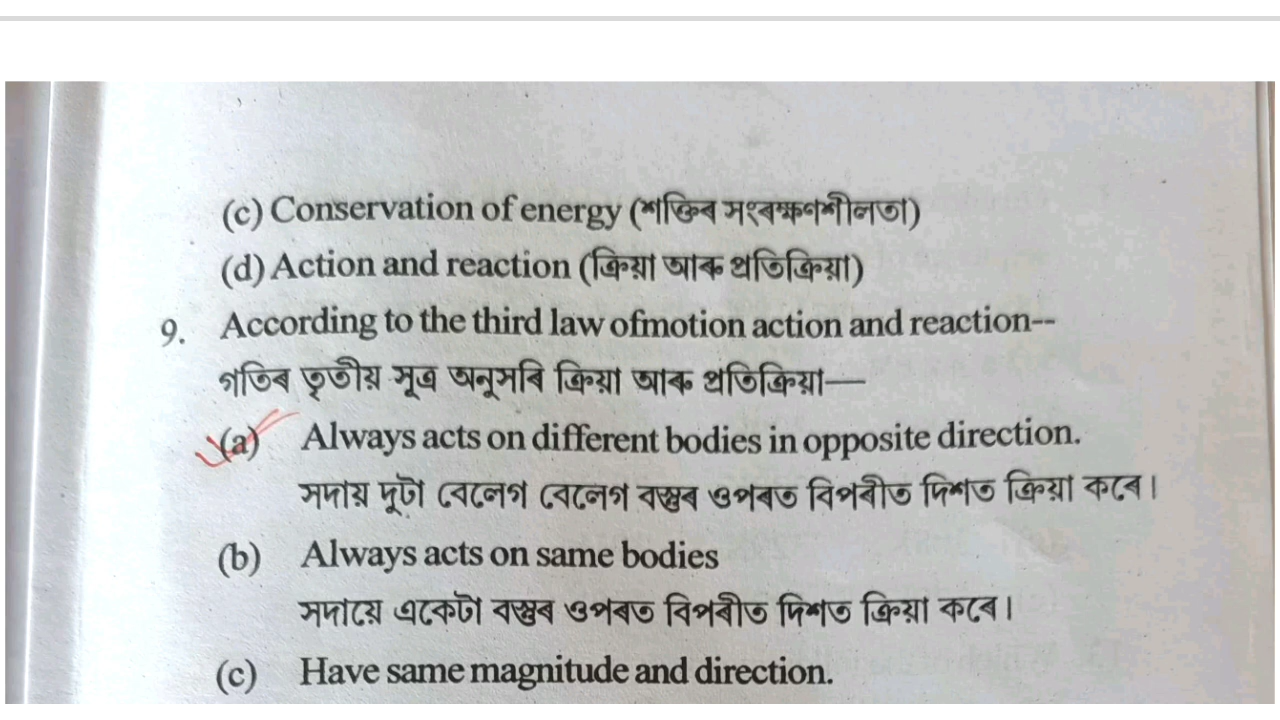 (c) Conservation of energy (শক্তিৰ সংৰক্ষণশীলতা)
(d) Action and reaction (ক্ৰিয়া আৰু প্ৰতিক্ৰিয়া)
9. According to the third law ofmotion action and reaction--
গতিৰ তৃতীয় সূত্ৰ অনুসৰি ক্ৰিয়া আৰু প্ৰতিক্ৰিয়া—
(a) Always acts on different bodies in opposite direction.
সদায় দুটা বেলেগ বেলেগ বস্তুৰ ওপৰত বিপৰীত দিশত ক্ৰিয়া কৰে।
(b) Always acts on same bodies
সদায়ে একেটা বস্তুৰ ওপৰত বিপৰীত দিশত ক্ৰিয়া কৰে।
(c) Have same magnitude and direction.